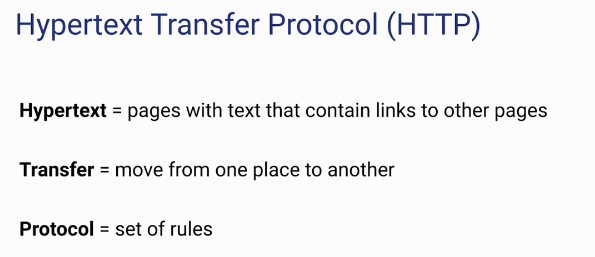 Hypertext Transfer Protocol (HTTP)
Hypertext = pages with text that contain links to other pages
Transfer = move from one place to another
Protocol = set of rules